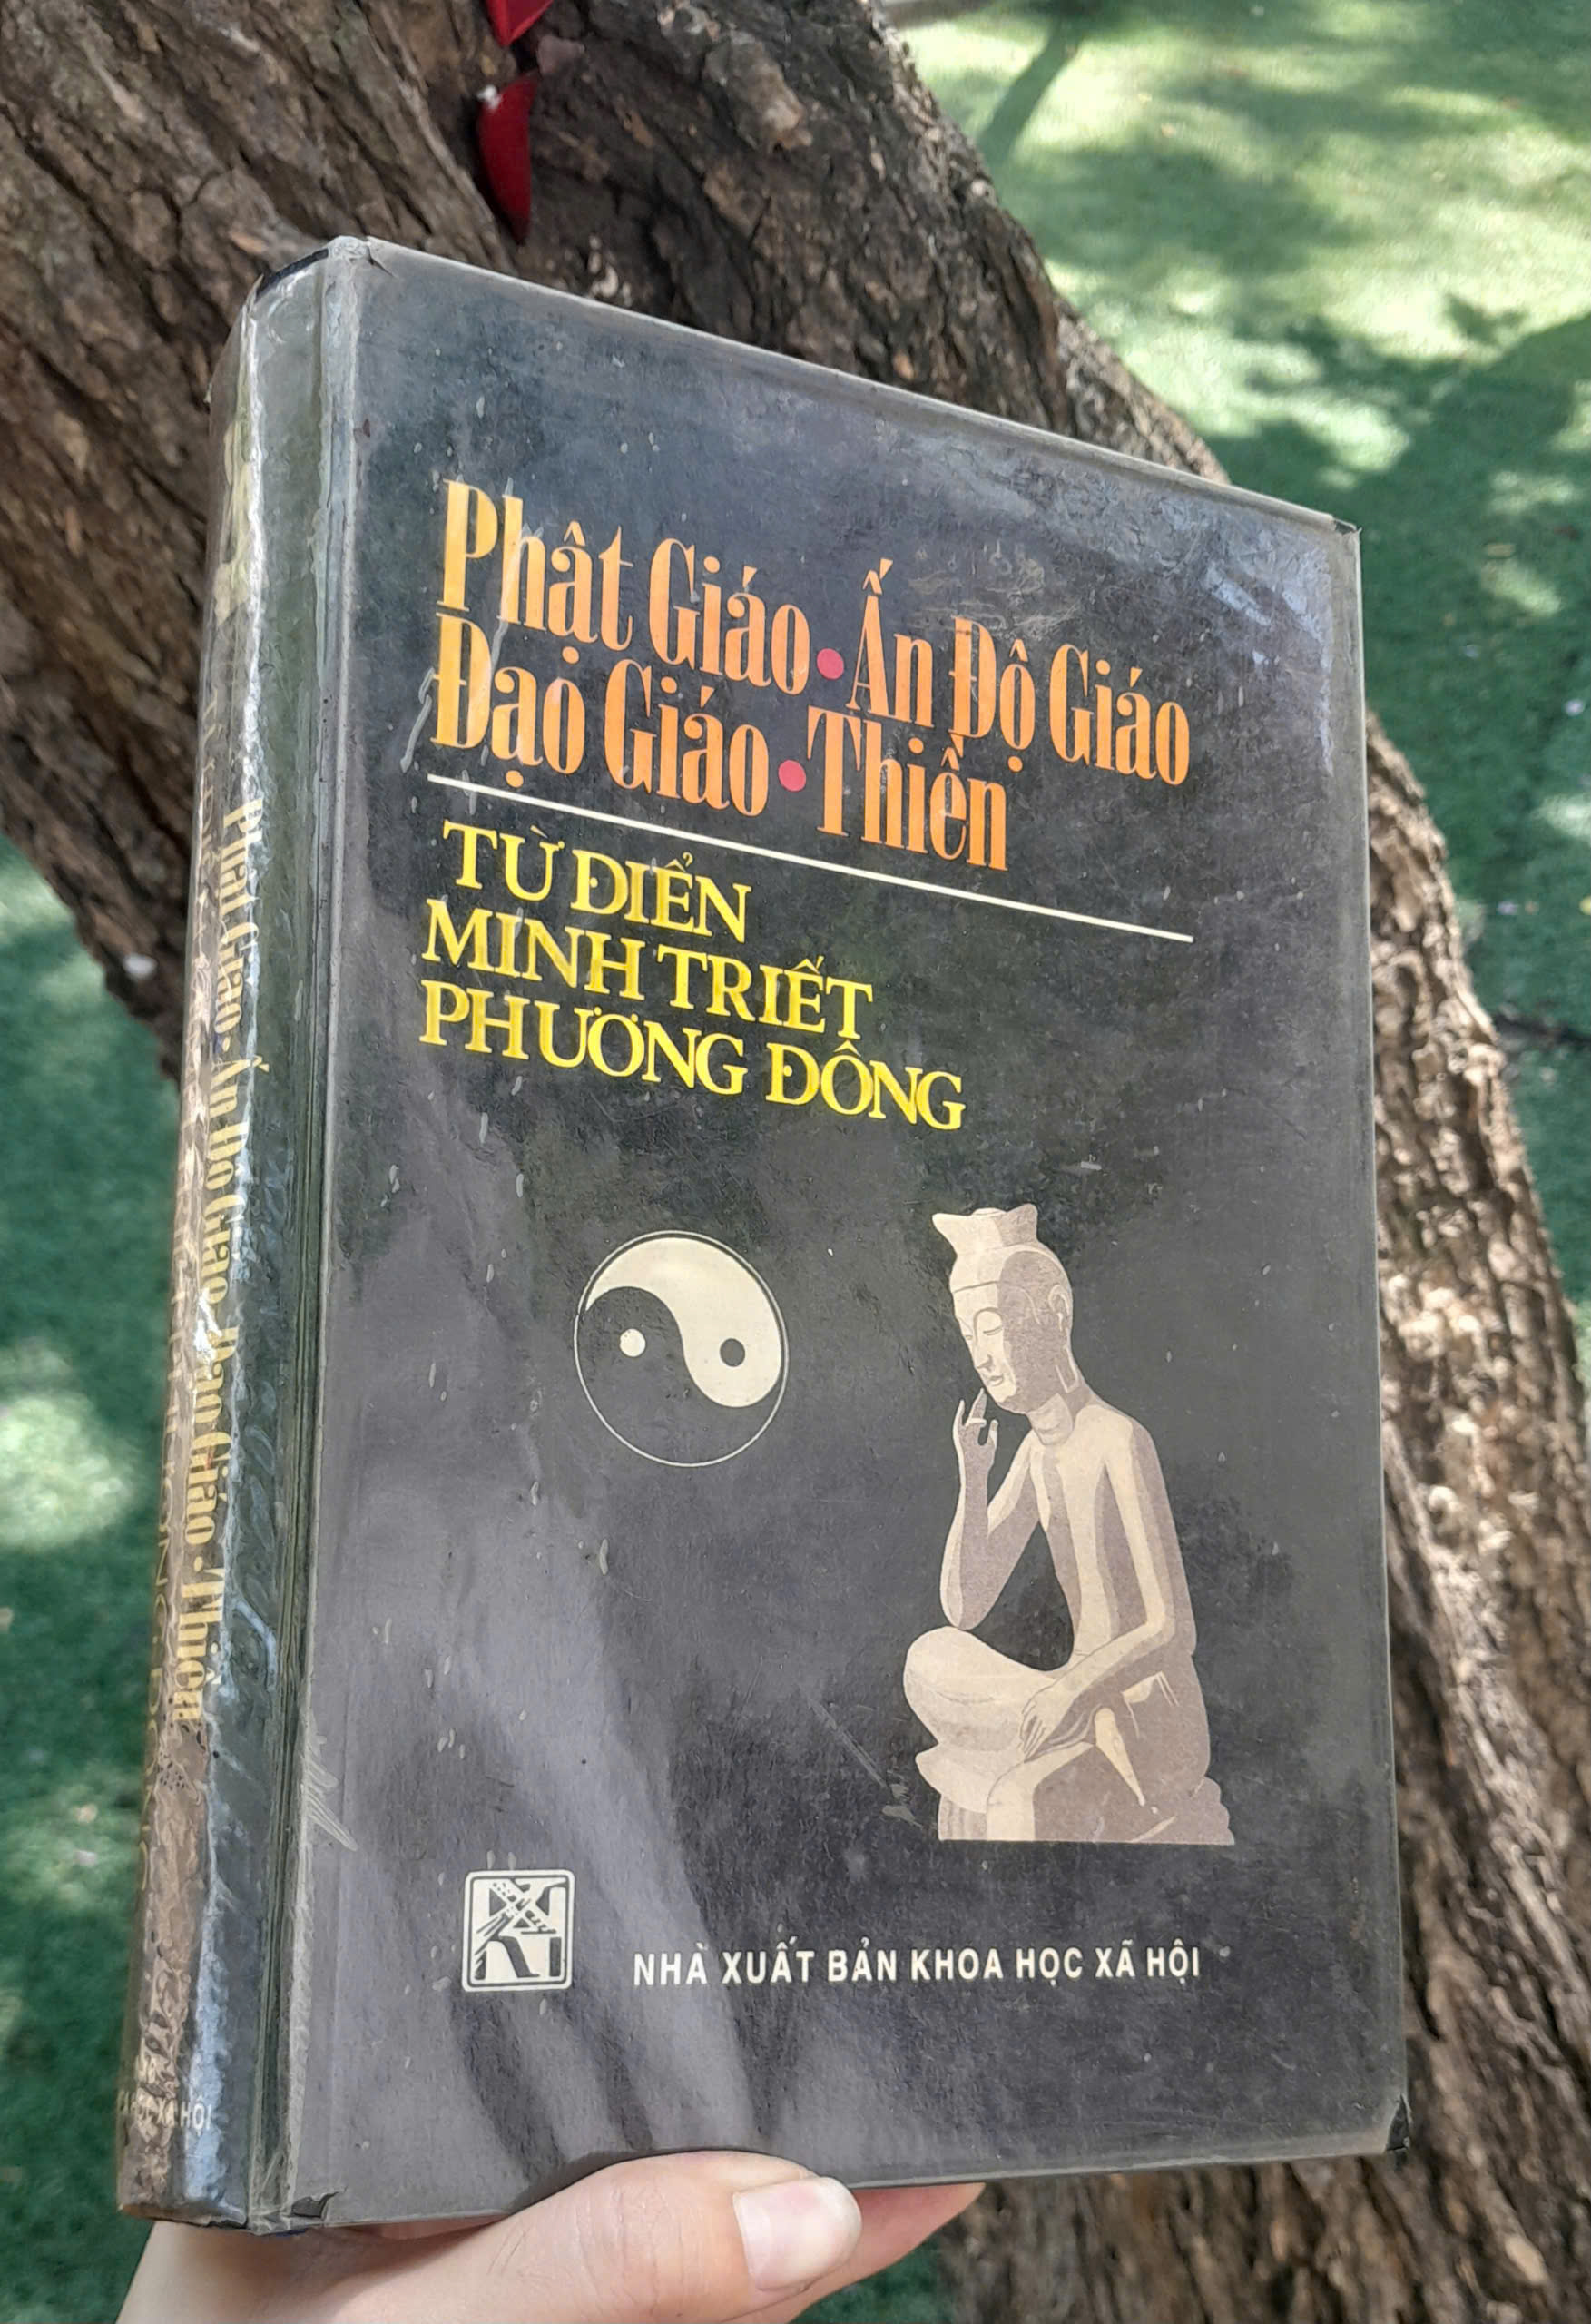 Phật Giáo • Ấn Độ Giáo
Đạo Giáo • Thiền
TỪ ĐIỂN
MINH TRIẾT
PHƯƠNG ĐÔNG
NHÀ XUẤT BẢN KHOA HỌC XÃ HỘI
Phật Giáo • Ấn Độ Giáo • Đạo Giáo • Thiền
HỘI